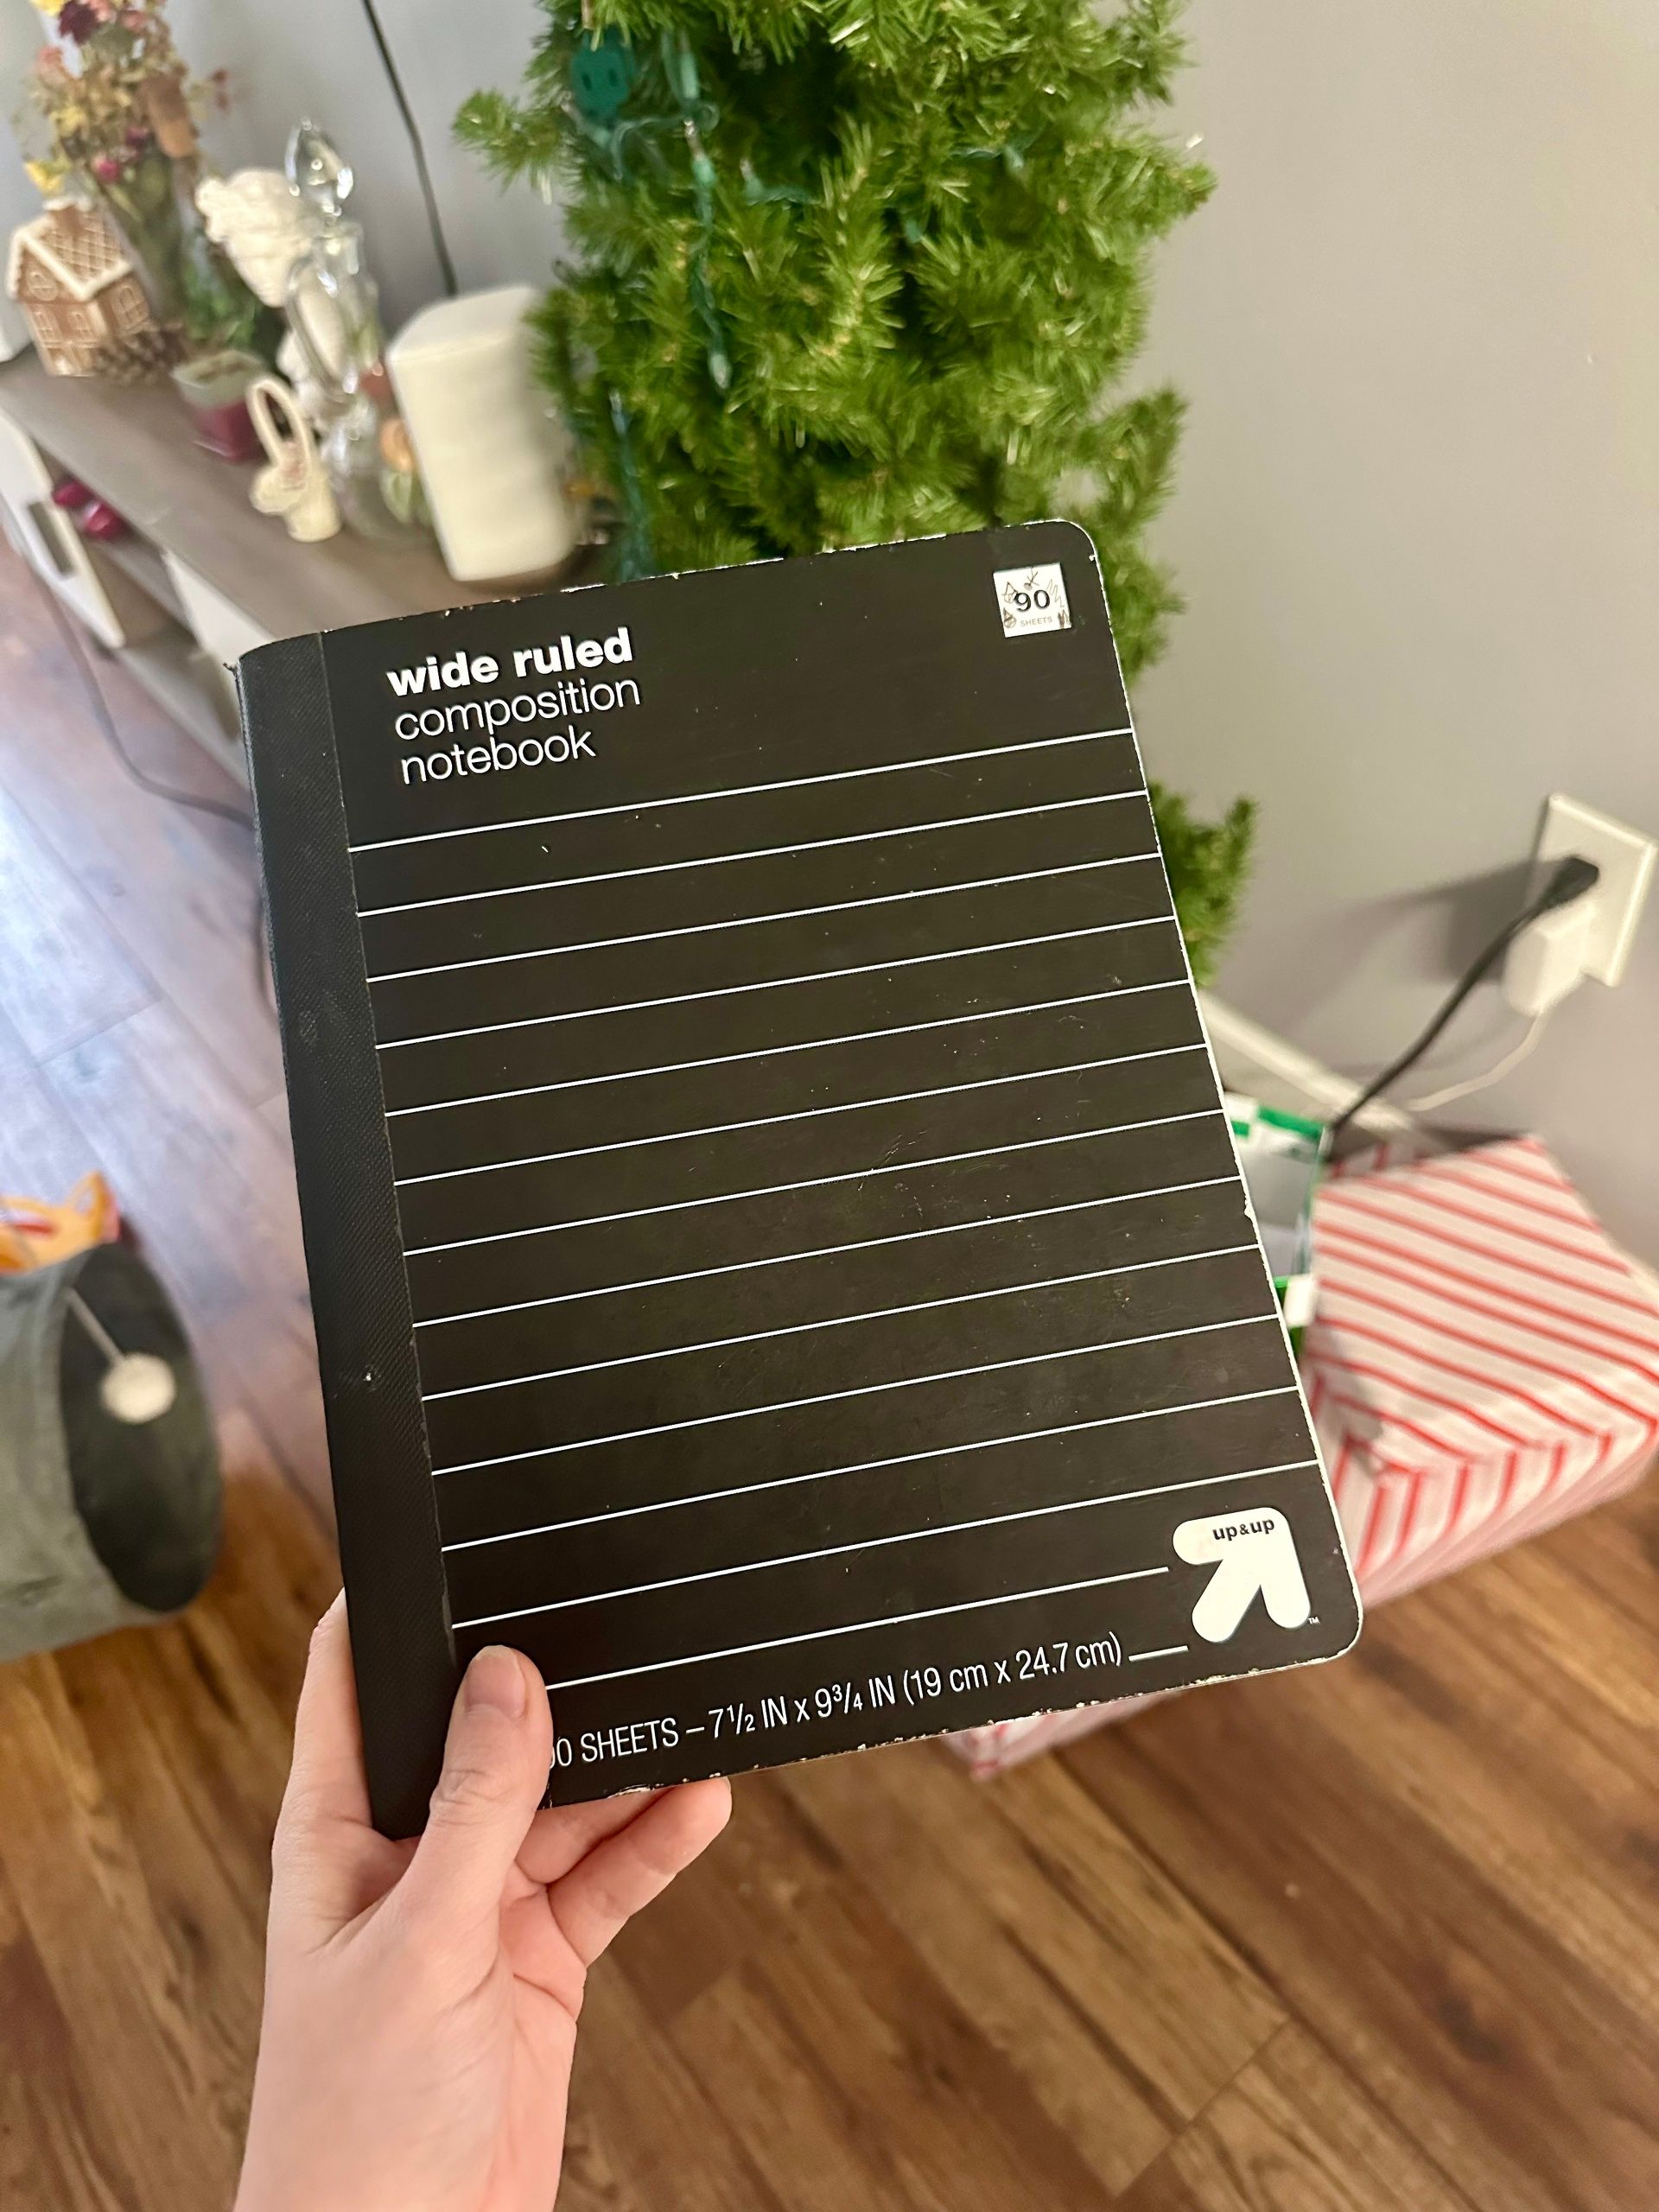 90
SHEETS
wide ruled
composition
notebook
up&up
TM
0 SHEETS – 7½ IN x 9¾ IN (19 cm x 24.7 cm)